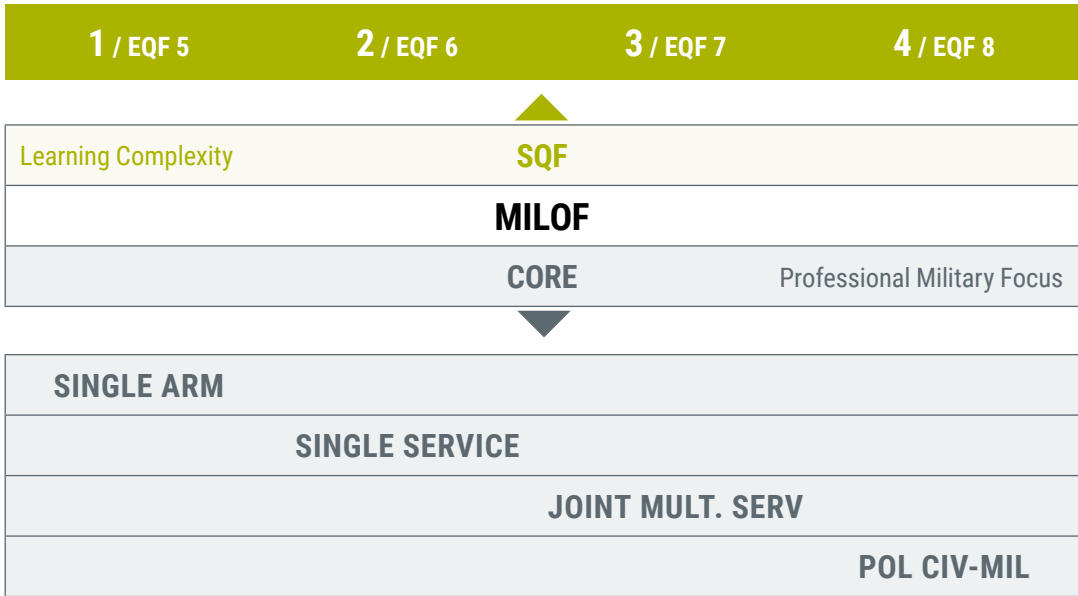 1 / EQF 5 2 / EQF 6 3 / EQF 7 4 / EQF 8
Learning Complexity SQF
MILOF
CORE Professional Military Focus
SINGLE ARM
SINGLE SERVICE
JOINT MULT. SERV
POL CIV-MIL